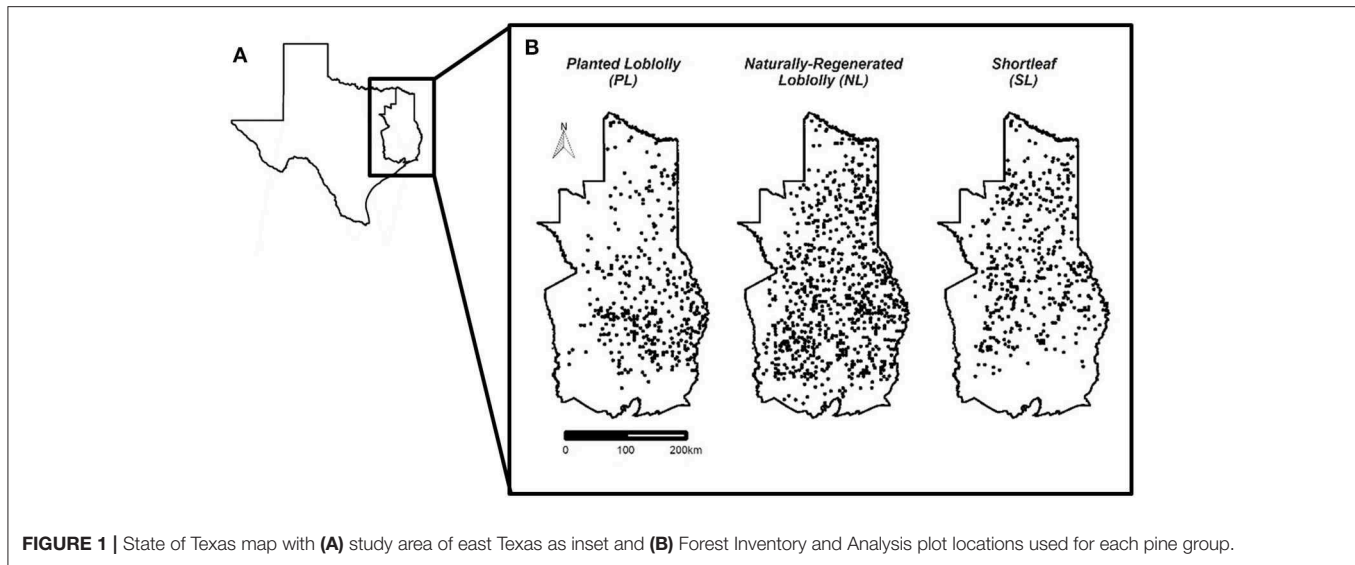 A
B
Planted Loblolly
(PL)
Naturally-Regenerated
Loblolly (NL)
Shortleaf
(SL)
N
0 100 200km
FIGURE 1 | State of Texas map with (A) study area of east Texas as inset and (B) Forest Inventory and Analysis plot locations used for each pine group.